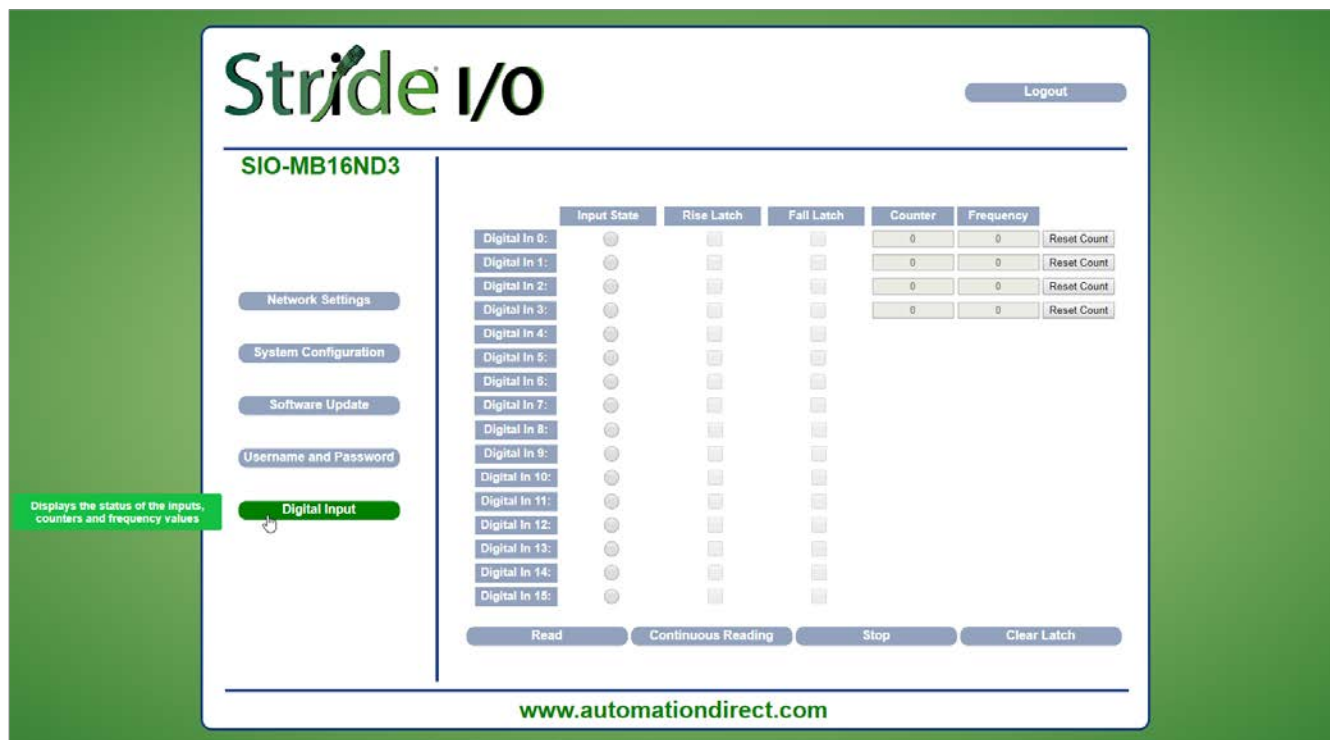 Stride I/O
Logout
SIO-MB16ND3
Input State Rise Latch Fall Latch Counter Frequency
Digital In 0: 0 0 Reset Count
Digital In 1: 0 0 Reset Count
Digital In 2: 0 0 Reset Count
Network Settings
Digital In 3: 0 0 Reset Count
Digital In 4:
System Configuration
Digital In 5:
Digital In 6:
Software Update
Digital In 7:
Digital In 8:
Username and Password
Digital In 9:
Digital In 10:
Displays the status of the inputs,
counters and frequency values
Digital Input
Digital In 11:
Digital In 12:
Digital In 13:
Digital In 14:
Digital In 15:
Read Continuous Reading Stop Clear Latch
www.automationdirect.com